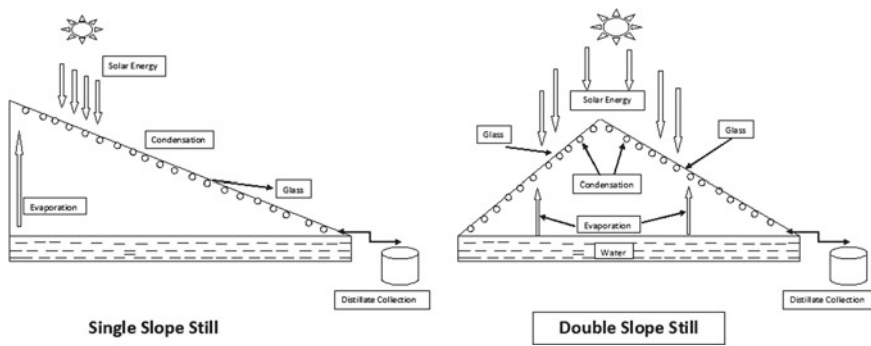 Solar Energy
Condensation
Glass
Evaporation
Distillate Collection
Single Slope Still
Solar Energy
Glass
Glass
Condensation
Evaporation
Water
Distillate Collection
Double Slope Still